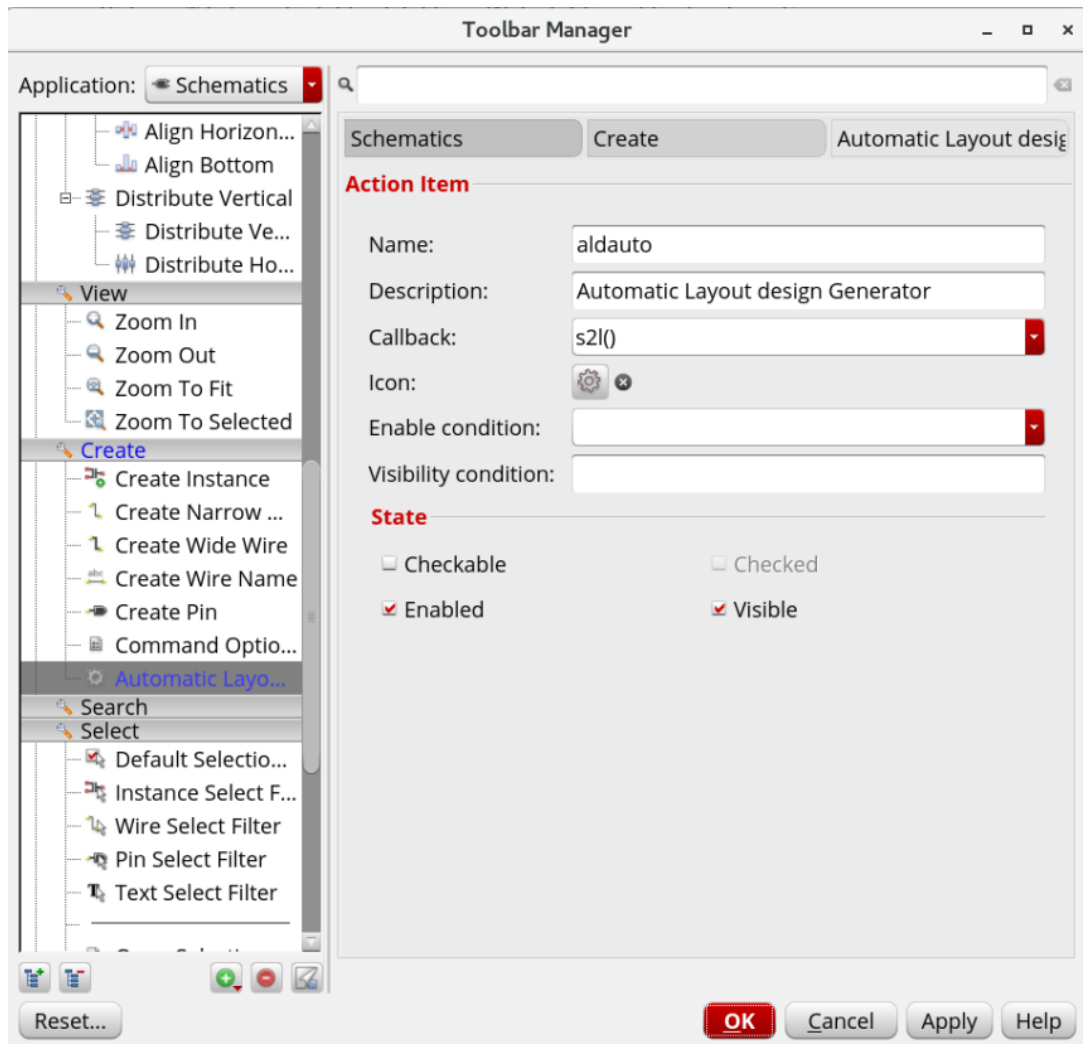 Toolbar Manager
Application: Schematics
Align Horizon...
Align Bottom
Distribute Vertical
Distribute Ve...
Distribute Ho...
View
Zoom In
Zoom Out
Zoom To Fit
Zoom To Selected
Create
Create Instance
Create Narrow ...
Create Wide Wire
abc
Create Wire Name
Create Pin
Command Optio...
Automatic Layo...
Search
Select
Default Selectio...
Instance Select F...
Wire Select Filter
Pin Select Filter
T Text Select Filter
Schematics Create Automatic Layout desig
Action Item
Name: aldauto
Description: Automatic Layout design Generator
Callback: s2l()
Icon:
Enable condition:
Visibility condition:
State
Checkable Checked
Enabled Visible
Reset... OK Cancel Apply Help